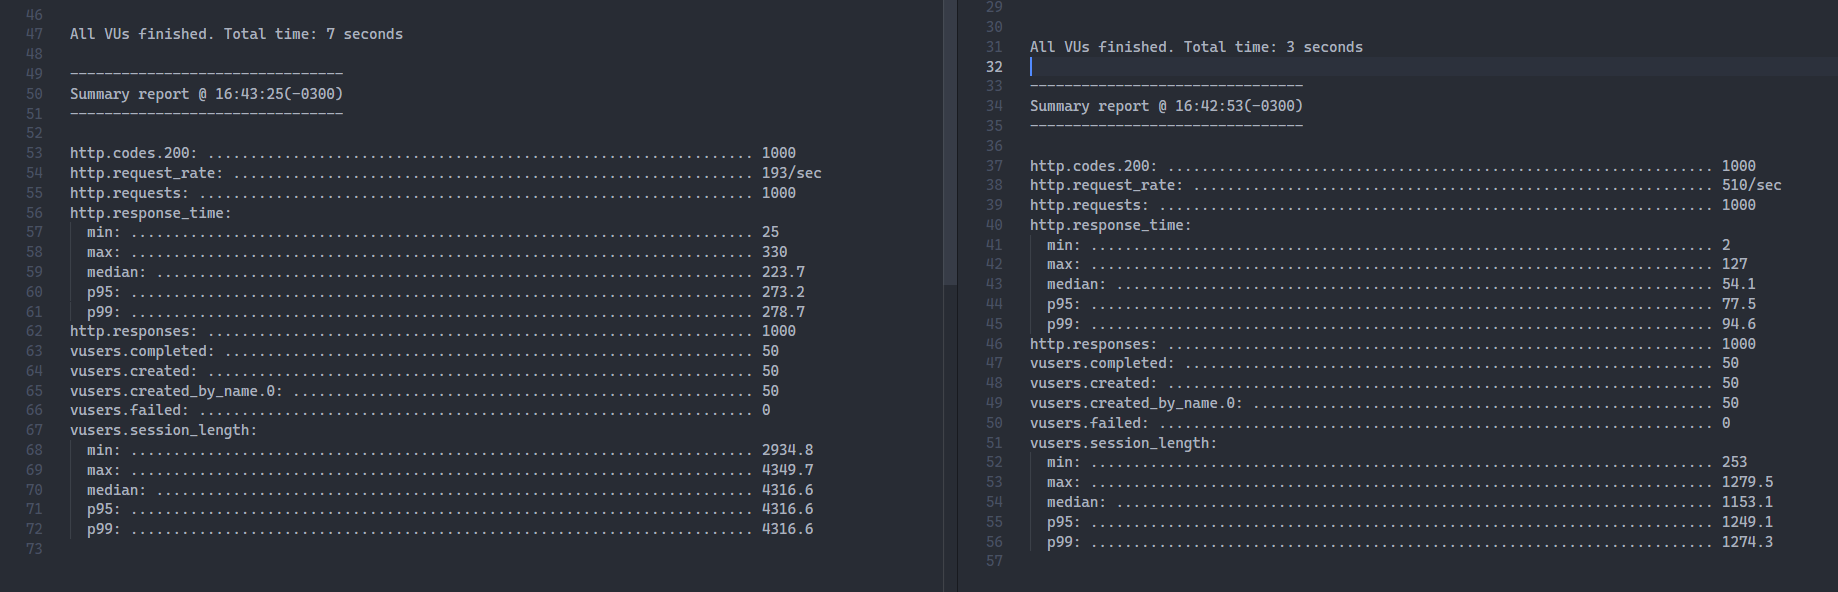 46
47 All VUs finished. Total time: 7 seconds
48
49 --------------------------------
50 Summary report @ 16:43:25(-0300)
51 --------------------------------
52
53 http.codes.200: ................................................................ 1000
54 http.request_rate: ............................................................. 193/sec
55 http.requests: ................................................................. 1000
56 http.response_time:
57 min: ......................................................................... 25
58 max: ......................................................................... 330
59 median: ...................................................................... 223.7
60 p95: ......................................................................... 273.2
61 p99: ......................................................................... 278.7
62 http.responses: ................................................................ 1000
63 vusers.completed: .............................................................. 50
64 vusers.created: ................................................................ 50
65 vusers.created_by_name.0: ...................................................... 50
66 vusers.failed: ................................................................. 0
67 vusers.session_length:
68 min: ......................................................................... 2934.8
69 max: ......................................................................... 4349.7
70 median: ...................................................................... 4316.6
71 p95: ......................................................................... 4316.6
72 p99: ......................................................................... 4316.6
73
29
30
31 All VUs finished. Total time: 3 seconds
32
33 --------------------------------
34 Summary report @ 16:42:53(-0300)
35 --------------------------------
36
37 http.codes.200: ................................................................ 1000
38 http.request_rate: ............................................................. 510/sec
39 http.requests: ................................................................. 1000
40 http.response_time:
41 min: ......................................................................... 2
42 max: ......................................................................... 127
43 median: ...................................................................... 54.1
44 p95: ......................................................................... 77.5
45 p99: ......................................................................... 94.6
46 http.responses: ................................................................ 1000
47 vusers.completed: .............................................................. 50
48 vusers.created: ................................................................ 50
49 vusers.created_by_name.0: ...................................................... 50
50 vusers.failed: ................................................................. 0
51 vusers.session_length:
52 min: ......................................................................... 253
53 max: ......................................................................... 1279.5
54 median: ...................................................................... 1153.1
55 p95: ......................................................................... 1249.1
56 p99: ......................................................................... 1274.3
57